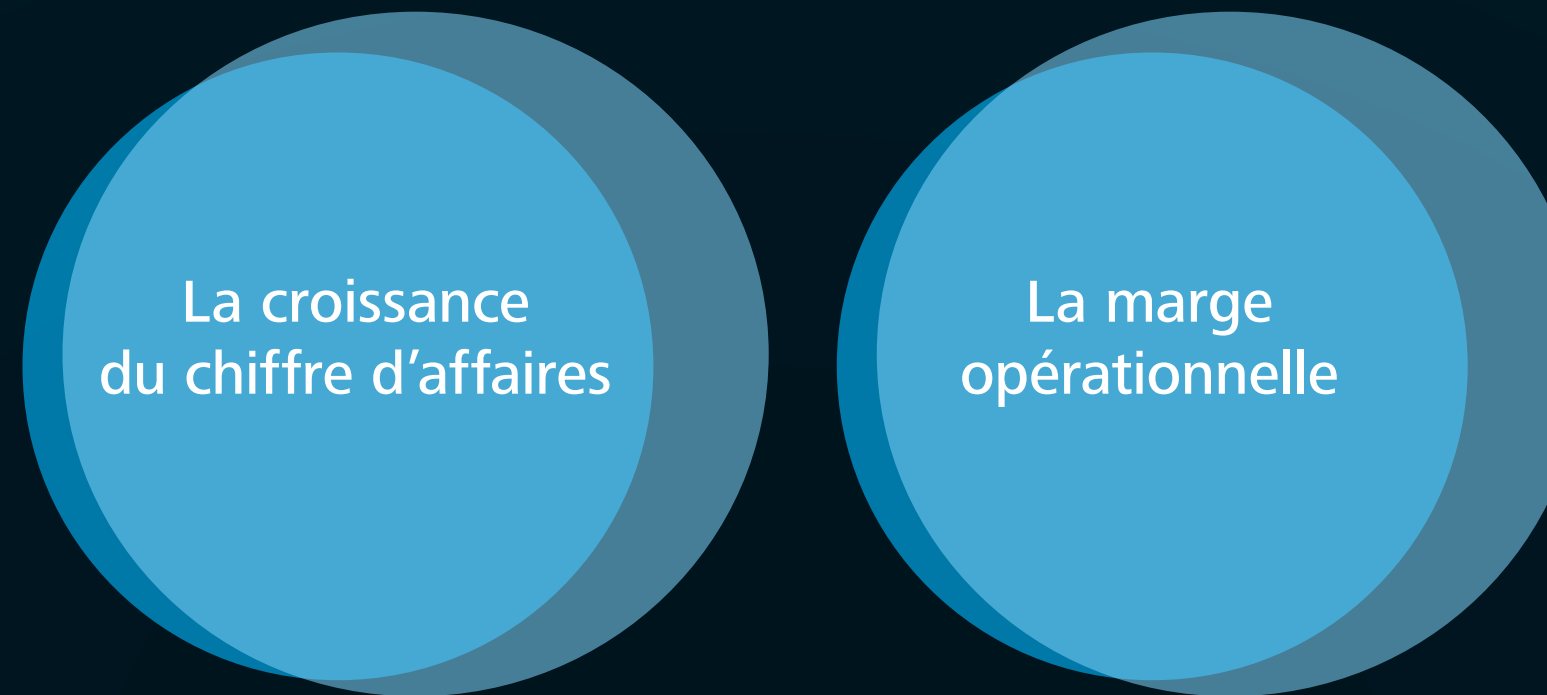 La croissance
du chiffre d’affaires
La marge
opérationnelle